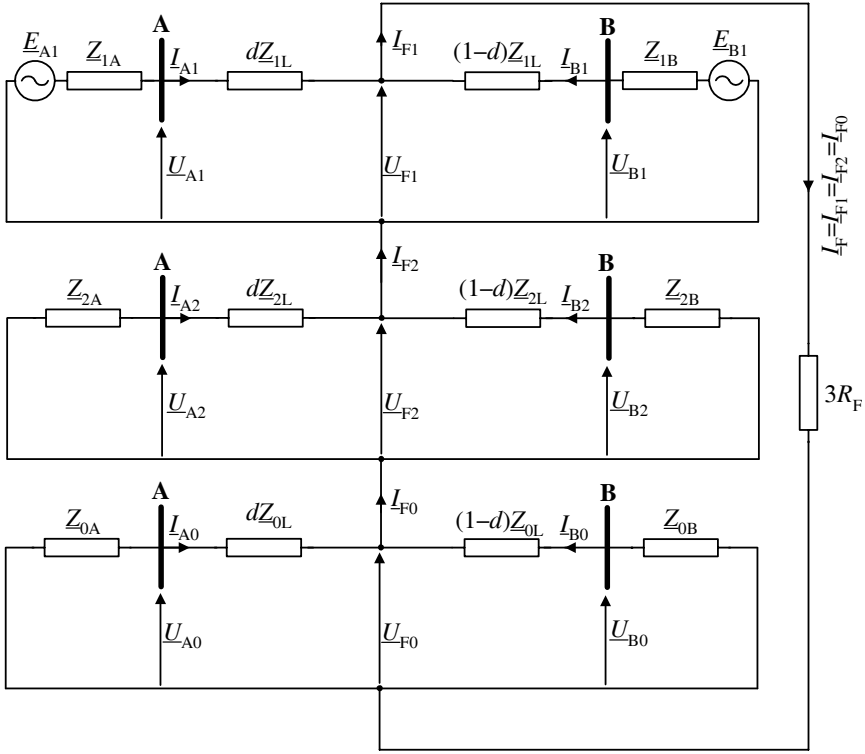 E_A1 Z_1A A I_A1 dZ_1L I_F1 (1–d)Z_1L I_B1 B Z_1B E_B1
U_A1 U_F1 U_B1
I_F=I_F1=I_F2=I_F0
Z_2A A I_A2 dZ_2L I_F2 (1–d)Z_2L I_B2 B Z_2B
U_A2 U_F2 U_B2
3R_F
Z_0A A I_A0 dZ_0L I_F0 (1–d)Z_0L I_B0 B Z_0B
U_A0 U_F0 U_B0